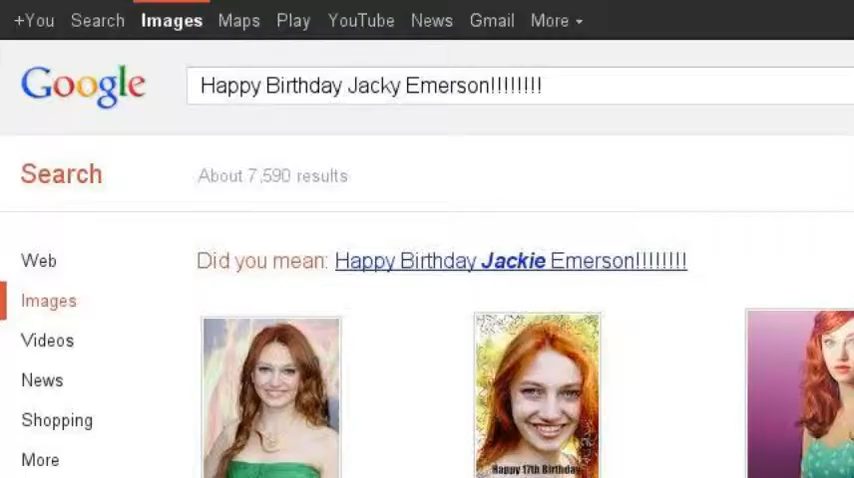 +You Search Images Maps Play YouTube News Gmail More
Google
Happy Birthday Jacky Emerson!!!!!!!!
Search
About 7,590 results
Web
Did you mean: Happy Birthday Jackie Emerson!!!!!!!!
Images
Videos
News
Shopping
More
Happy 17th Birthday